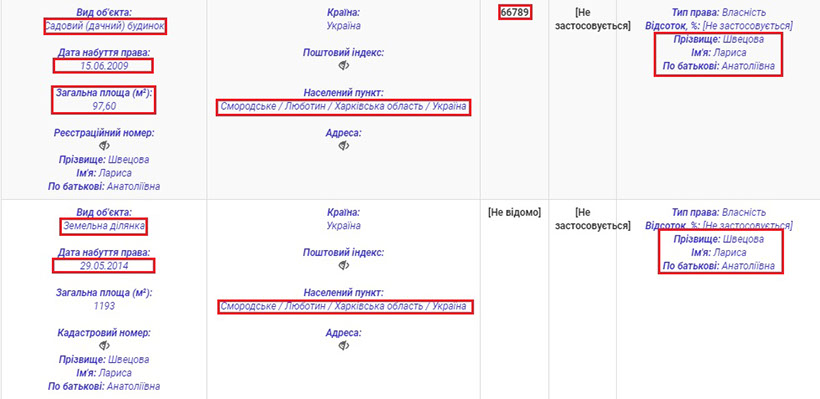 Вид об'єкта:
Садовий (дачний) будинок
Дата набуття права:
15.06.2009
Загальна площа (м²):
97,60
Реєстраційний номер:
Прізвище: Швецова
Ім'я: Лариса
По батькові: Анатоліївна
Країна:
Україна
Поштовий індекс:
Населений пункт:
Смородське / Люботин / Харківська область / Україна
Адреса:
66789
[Не
застосовується]
Тип права: Власність
Відсоток, %: [Не застосовується]
Прізвище: Швецова
Ім'я: Лариса
По батькові: Анатоліївна
Вид об'єкта:
Земельна ділянка
Дата набуття права:
29.05.2014
Загальна площа (м²):
1193
Кадастровий номер:
Прізвище: Швецова
Ім'я: Лариса
По батькові: Анатоліївна
Країна:
Україна
Поштовий індекс:
Населений пункт:
Смородське / Люботин / Харківська область / Україна
Адреса:
[Не відомо]
[Не
застосовується]
Тип права: Власність
Відсоток, %: [Не застосовується]
Прізвище: Швецова
Ім'я: Лариса
По батькові: Анатоліївна